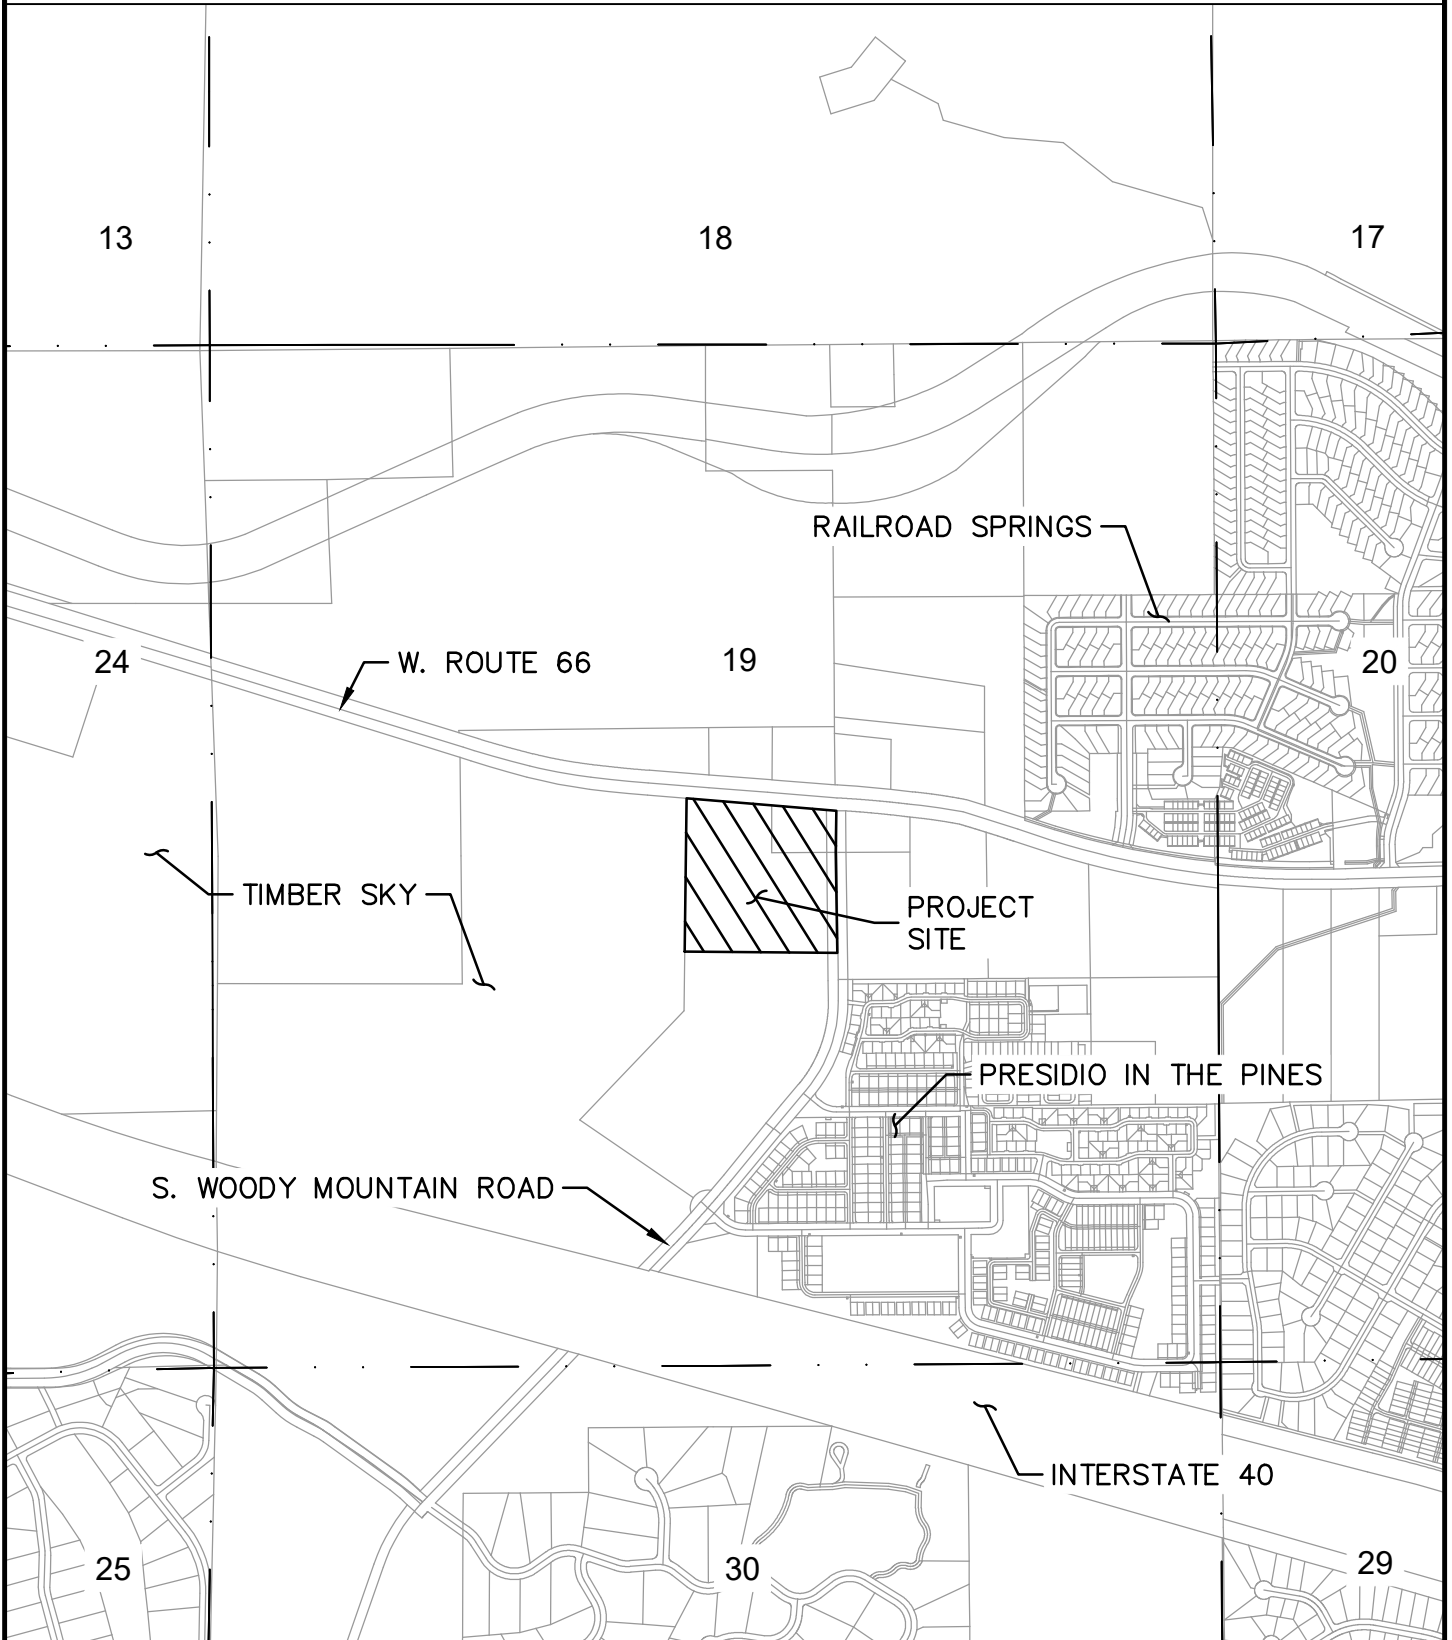 13
18
17
RAILROAD SPRINGS
24
W. ROUTE 66
19
20
TIMBER SKY
PROJECT
SITE
PRESIDIO IN THE PINES
S. WOODY MOUNTAIN ROAD
INTERSTATE 40
25
30
29